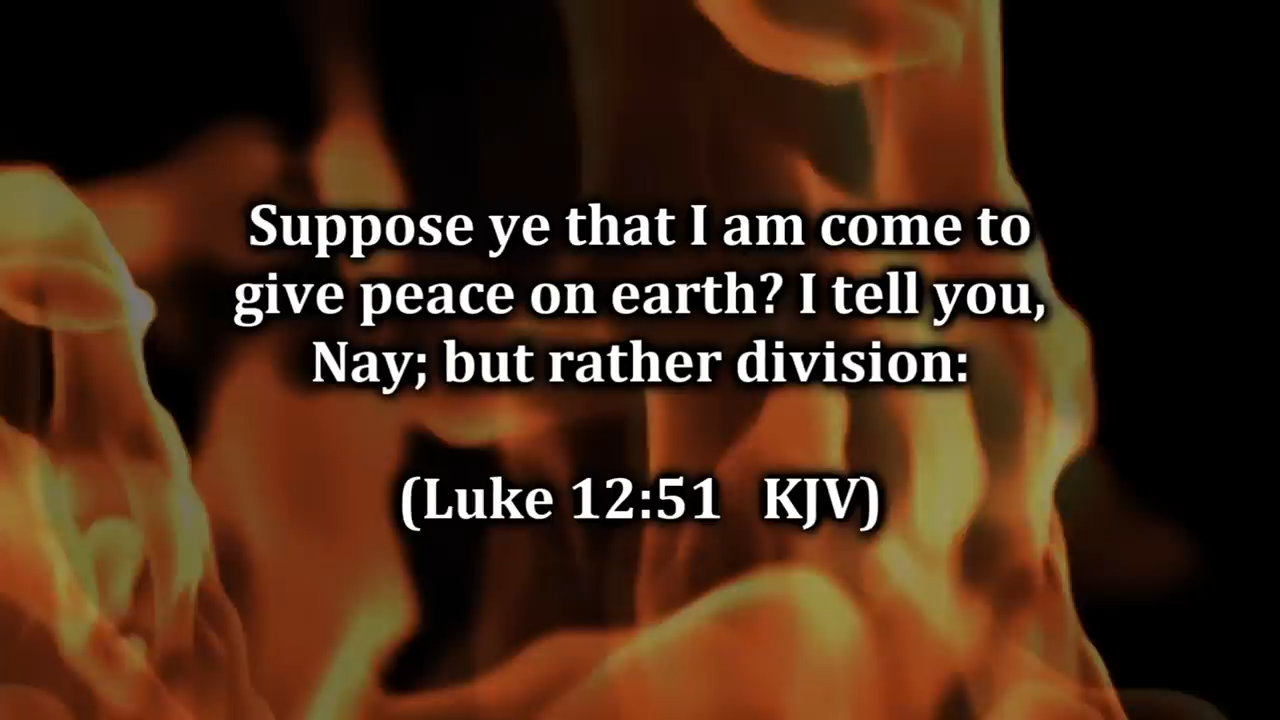 Suppose ye that I am come to
give peace on earth? I tell you,
Nay; but rather division:
(Luke 12:51 KJV)